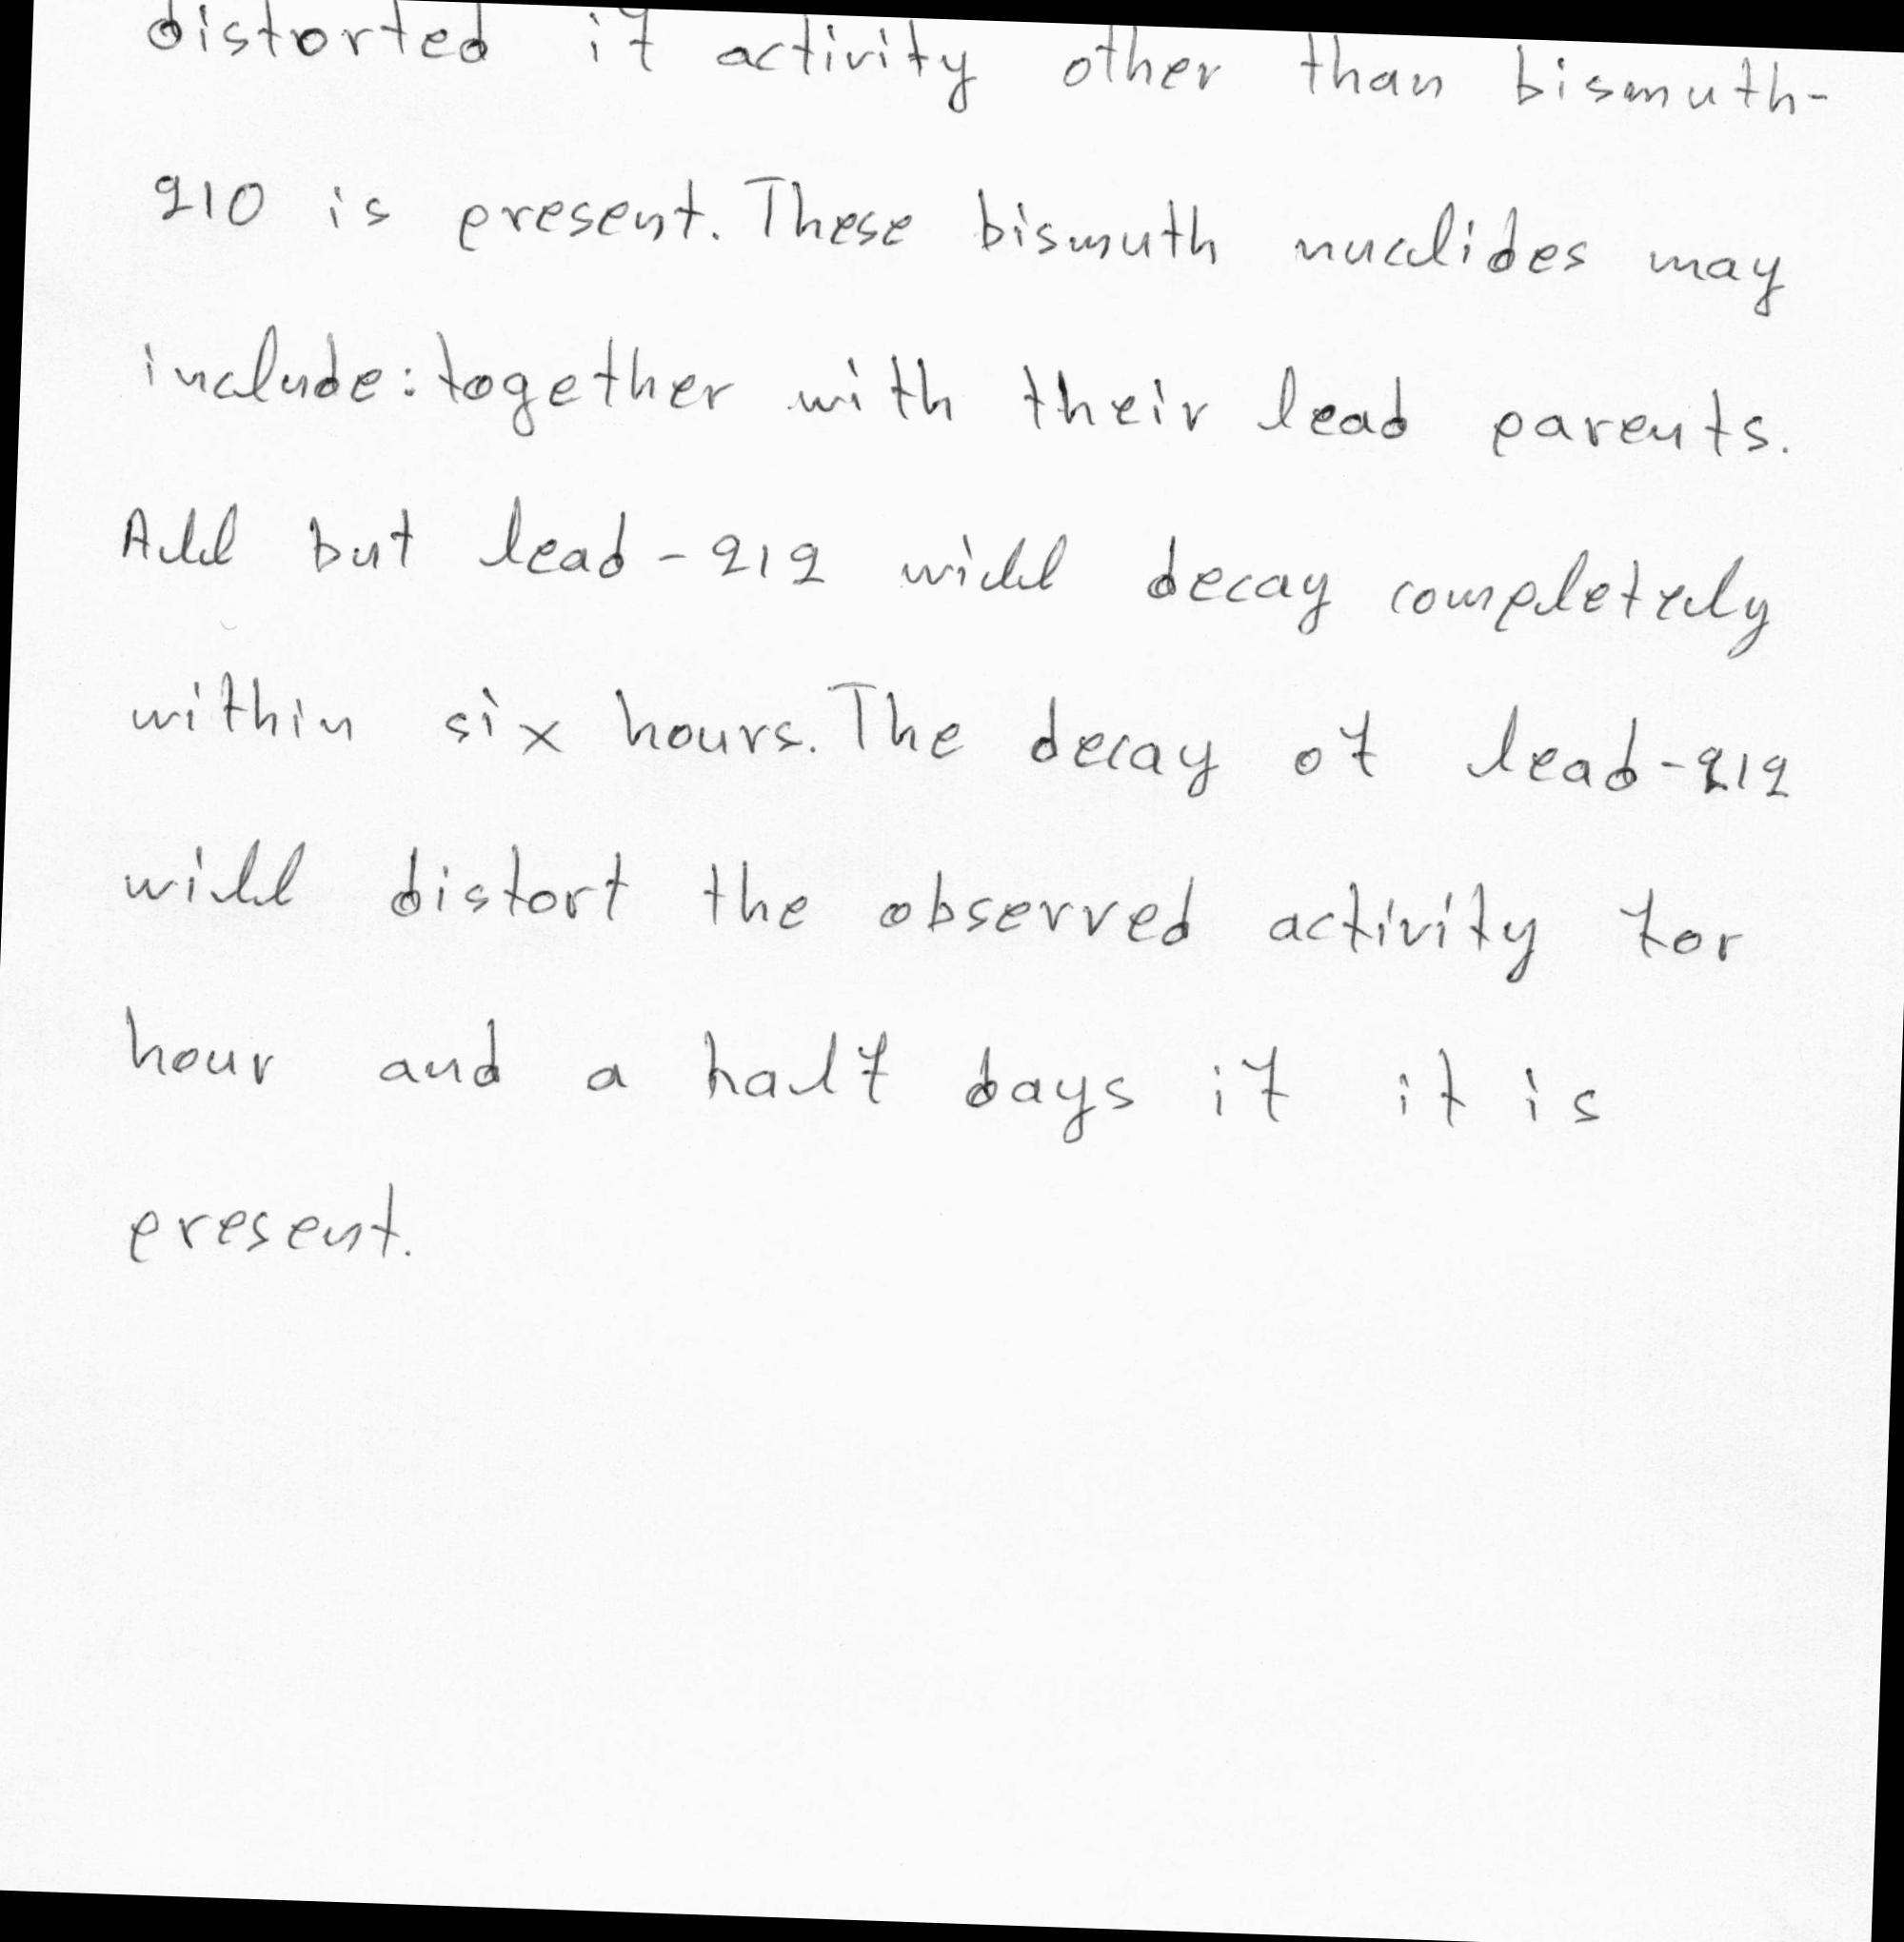 distorted if activity other than bismuth-
210 is present. These bismuth nuclides may
include: together with their lead parents.
All but lead-212 will decay completely
within six hours. The decay of lead-212
will distort the observed activity for
hour and a half days if it is
present.